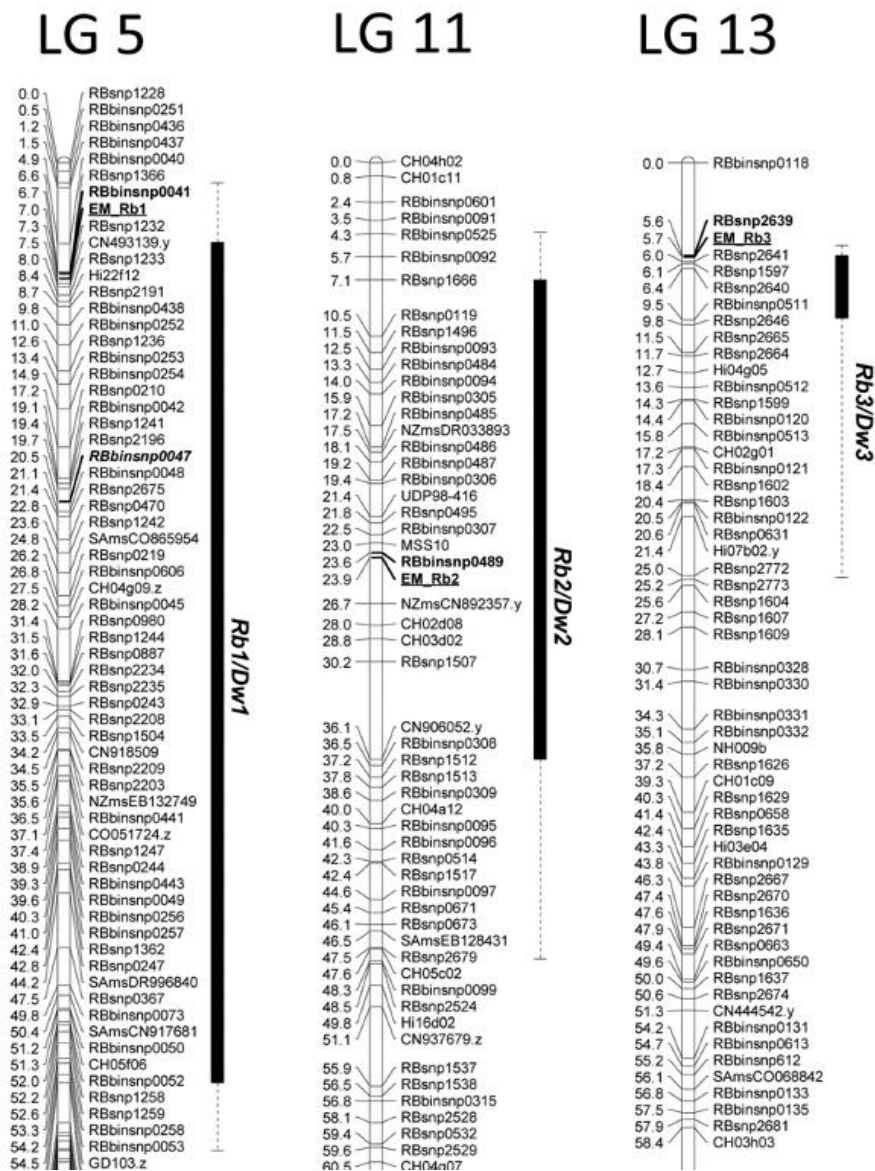 LG 5
0.0 RBsnp1228
0.5 RBbinsnp0251
1.2 RBbinsnp0436
1.5 RBbinsnp0437
4.9 RBbinsnp0040
6.6 RBsnp1366
6.7 RBbinsnp0041
7.0 EM_Rb1
7.3 RBsnp1232
7.5 CN493139.y
8.0 RBsnp1233
8.4 Hi22f12
8.7 RBsnp2191
9.8 RBbinsnp0438
11.0 RBbinsnp0252
12.6 RBsnp1236
13.4 RBbinsnp0253
14.9 RBbinsnp0254
17.2 RBsnp0210
19.1 RBbinsnp0042
19.4 RBsnp1241
19.7 RBsnp2196
20.5 RBbinsnp0047
21.1 RBbinsnp0048
21.4 RBsnp2675
22.8 RBsnp0470
23.6 RBsnp1242
24.8 SAmsCO865954
26.2 RBsnp0219
26.8 RBbinsnp0606
27.5 CH04g09.z
28.2 RBbinsnp0045
31.4 RBsnp0980
31.5 RBsnp1244
31.6 RBsnp0887
32.0 RBsnp2234
32.3 RBsnp2235
32.9 RBsnp0243
33.1 RBsnp2208
33.5 RBsnp1504
34.2 CN918509
34.5 RBsnp2209
35.5 RBsnp2203
35.6 NZmsEB132749
36.5 RBbinsnp0441
37.1 CO051724.z
37.4 RBsnp1247
38.9 RBsnp0244
39.3 RBbinsnp0443
39.6 RBbinsnp0049
40.3 RBbinsnp0256
41.0 RBbinsnp0257
42.4 RBsnp1362
42.8 RBsnp0247
44.2 SAmsDR996840
47.5 RBsnp0367
49.8 RBbinsnp0073
50.4 SAmsCN917681
51.2 RBbinsnp0050
51.3 CH05f06
52.0 RBbinsnp0052
52.2 RBsnp1258
52.6 RBsnp1259
53.3 RBbinsnp0258
54.2 RBbinsnp0053
54.5 GD103.z
Rb1/Dw1
LG 11
0.0 CH04h02
0.8 CH01c11
2.4 RBbinsnp0601
3.5 RBbinsnp0091
4.3 RBbinsnp0525
5.7 RBbinsnp0092
7.1 RBsnp1666
10.5 RBsnp0119
11.5 RBsnp1496
12.5 RBbinsnp0093
13.3 RBbinsnp0484
14.0 RBbinsnp0094
15.9 RBbinsnp0305
17.2 RBbinsnp0485
17.5 NZmsDR033893
18.1 RBbinsnp0486
19.2 RBbinsnp0487
19.4 RBbinsnp0306
21.4 UDP98-416
21.8 RBsnp0495
22.5 RBbinsnp0307
23.0 MSS10
23.6 RBbinsnp0489
23.9 EM_Rb2
26.7 NZmsCN892357.y
28.0 CH02d08
28.8 CH03d02
30.2 RBsnp1507
36.1 CN906052.y
36.5 RBbinsnp0308
37.2 RBsnp1512
37.8 RBsnp1513
38.6 RBbinsnp0309
40.0 CH04a12
40.3 RBbinsnp0095
41.6 RBbinsnp0096
42.3 RBsnp0514
42.4 RBsnp1517
44.6 RBbinsnp0097
45.4 RBsnp0671
46.1 RBsnp0673
46.5 SAmsEB128431
47.5 RBsnp2679
47.6 CH05c02
48.3 RBbinsnp0099
48.5 RBsnp2524
49.8 Hi16d02
51.1 CN937679.z
55.9 RBsnp1537
56.5 RBsnp1538
56.8 RBbinsnp0315
58.1 RBsnp2528
59.4 RBsnp0532
59.6 RBsnp2529
60.5 CH04g07
Rb2/Dw2
LG 13
0.0 RBbinsnp0118
5.6 RBsnp2639
5.7 EM_Rb3
6.0 RBsnp2641
6.1 RBsnp1597
6.4 RBsnp2640
9.5 RBbinsnp0511
9.8 RBsnp2646
11.5 RBsnp2665
11.7 RBsnp2664
12.7 Hi04g05
13.6 RBbinsnp0512
14.3 RBsnp1599
14.4 RBbinsnp0120
15.8 RBbinsnp0513
17.2 CH02g01
17.3 RBbinsnp0121
18.4 RBsnp1602
20.4 RBsnp1603
20.5 RBbinsnp0122
20.6 RBsnp0631
21.4 Hi07b02.y
25.0 RBsnp2772
25.2 RBsnp2773
25.6 RBsnp1604
27.2 RBsnp1607
28.1 RBsnp1609
30.7 RBbinsnp0328
31.4 RBbinsnp0330
34.3 RBbinsnp0331
35.1 RBbinsnp0332
35.8 NH009b
37.2 RBsnp1626
39.3 CH01c09
40.3 RBsnp1629
41.4 RBsnp0658
42.4 RBsnp1635
43.3 Hi03e04
43.8 RBbinsnp0129
46.3 RBsnp2667
47.4 RBsnp2670
47.6 RBsnp1636
47.9 RBsnp2671
49.4 RBsnp0663
49.6 RBbinsnp0650
50.0 RBsnp1637
50.6 RBsnp2674
51.3 CN444542.y
54.2 RBbinsnp0131
54.7 RBbinsnp0613
55.2 RBbinsnp612
56.1 SAmsCO068842
56.8 RBbinsnp0133
57.5 RBbinsnp0135
57.9 RBsnp2681
58.4 CH03h03
Rb3/Dw3